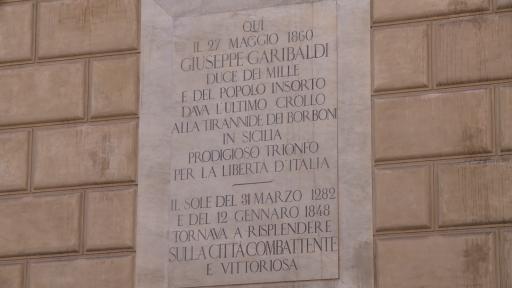 QUI
IL 27 MAGGIO 1860
GIUSEPPE GARIBALDI
DUCE DEI MILLE
E DEL POPOLO INSORTO
DAVA L'ULTIMO CROLLO
ALLA TIRANNIDE DEI BORBONI
IN SICILIA
PRODIGIOSO TRIONFO
PER LA LIBERTÀ D'ITALIA
IL SOLE DEL 31 MARZO 1282
E DEL 12 GENNARO 1848
TORNAVA A RISPLENDERE
SULLA CITTÀ COMBATTENTE
E VITTORIOSA